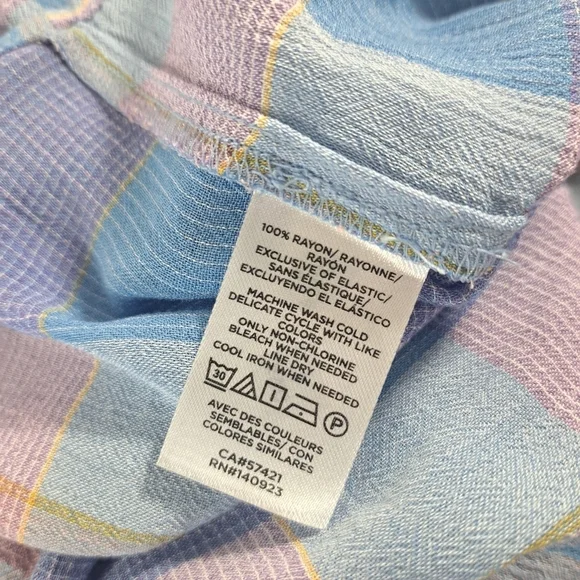 100% RAYON/ RAYONNE/
RAYÓN
EXCLUSIVE OF ELASTIC/
SANS ÉLASTIQUE/
EXCLUYENDO EL ELÁSTICO
MACHINE WASH COLD
DELICATE CYCLE WITH LIKE
COLORS
ONLY NON-CHLORINE
BLEACH WHEN NEEDED
LINE DRY
COOL IRON WHEN NEEDED
30 P
AVEC DES COULEURS
SEMBLABLES/ CON
COLORES SIMILARES
CA#57421
RN#140923